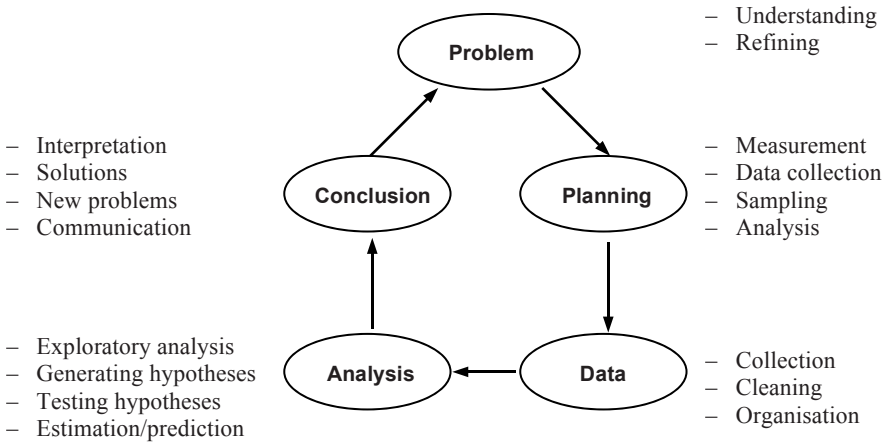 Problem
– Understanding
– Refining
Planning
– Measurement
– Data collection
– Sampling
– Analysis
Data
– Collection
– Cleaning
– Organisation
Analysis
– Exploratory analysis
– Generating hypotheses
– Testing hypotheses
– Estimation/prediction
Conclusion
– Interpretation
– Solutions
– New problems
– Communication